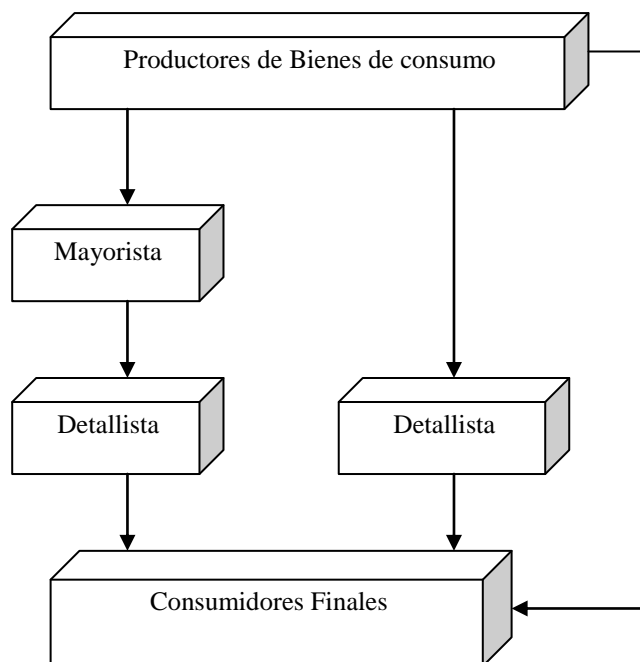 Productores de Bienes de consumo
Mayorista
Detallista
Detallista
Consumidores Finales